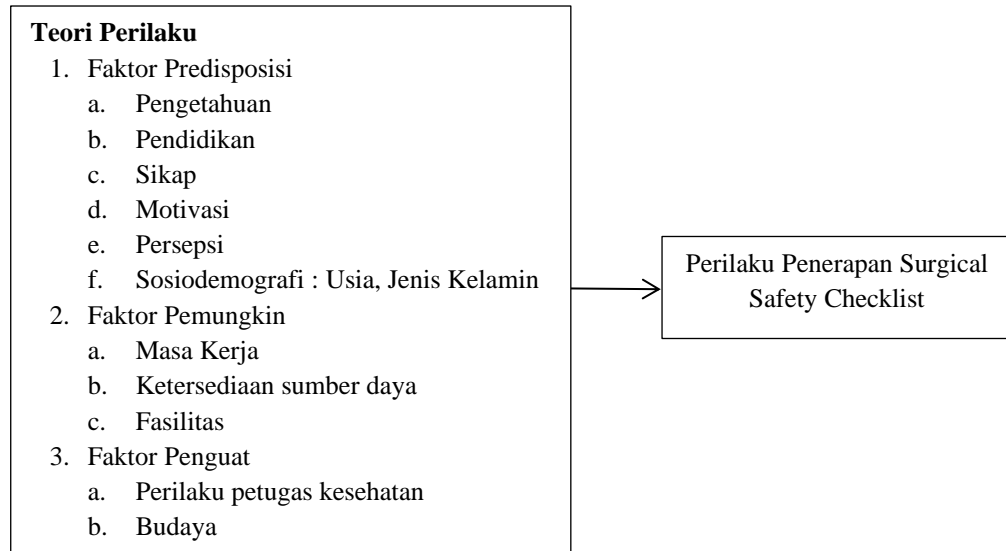 Teori Perilaku
1. Faktor Predisposisi
a. Pengetahuan
b. Pendidikan
c. Sikap
d. Motivasi
e. Persepsi
f. Sosiodemografi : Usia, Jenis Kelamin
2. Faktor Pemungkin
a. Masa Kerja
b. Ketersediaan sumber daya
c. Fasilitas
3. Faktor Penguat
a. Perilaku petugas kesehatan
b. Budaya
Perilaku Penerapan Surgical
Safety Checklist